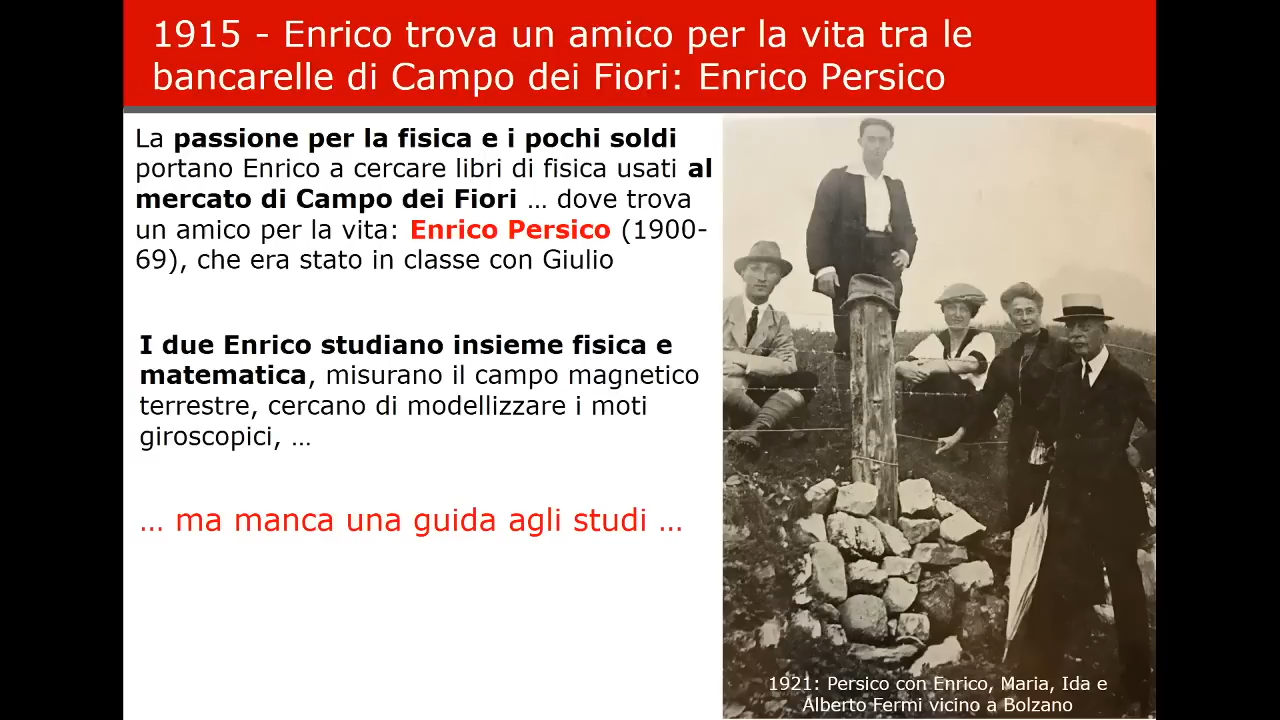 1915 - Enrico trova un amico per la vita tra le
bancarelle di Campo dei Fiori: Enrico Persico
La passione per la fisica e i pochi soldi
portano Enrico a cercare libri di fisica usati al
mercato di Campo dei Fiori … dove trova
un amico per la vita: Enrico Persico (1900-
69), che era stato in classe con Giulio
I due Enrico studiano insieme fisica e
matematica, misurano il campo magnetico
terrestre, cercano di modellizzare i moti
giroscopici, …
… ma manca una guida agli studi …
1921: Persico con Enrico, Maria, Ida e
Alberto Fermi vicino a Bolzano